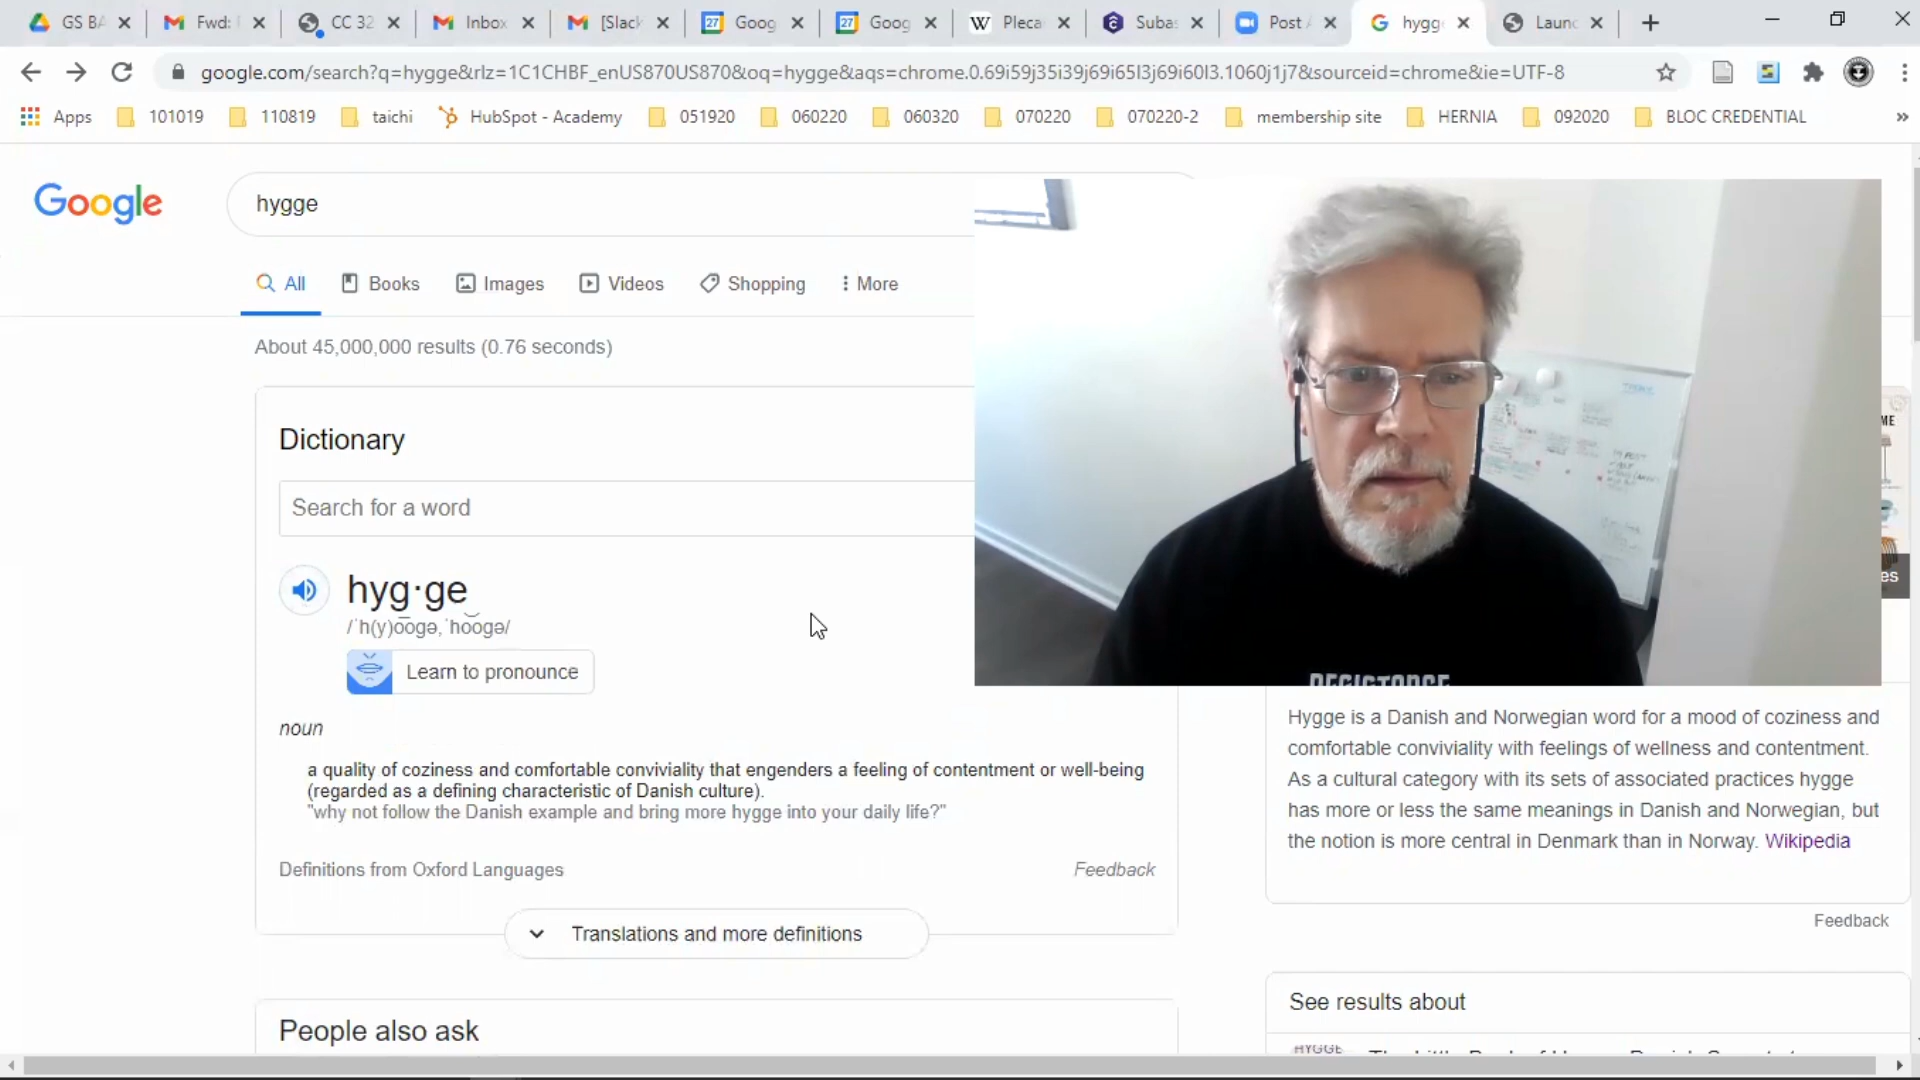 GS BA
Fwd:
CC 32
Inbox
[Slack
27 Goog
27 Goog
W Pleca
Subas
Post A
hygge
Launc
google.com/search?q=hygge&rlz=1C1CHBF_enUS870US870&oq=hygge&aqs=chrome.0.69i59j35i39j69i65l3j69i60l3.1060j1j7&sourceid=chrome&ie=UTF-8
Apps 101019 110819 taichi HubSpot - Academy 051920 060220 060320 070220 070220-2 membership site HERNIA 092020 BLOC CREDENTIAL »
Google
hygge
All Books Images Videos Shopping More
About 45,000,000 results (0.76 seconds)
Dictionary
Search for a word
hyg·ge
/ˈh(y)o͞oɡə,ˈho͝oɡə/
Learn to pronounce
noun
a quality of coziness and comfortable conviviality that engenders a feeling of contentment or well-being
(regarded as a defining characteristic of Danish culture).
"why not follow the Danish example and bring more hygge into your daily life?"
Definitions from Oxford Languages
Feedback
Translations and more definitions
People also ask
RESISTANCE
ME
es
Hygge is a Danish and Norwegian word for a mood of coziness and
comfortable conviviality with feelings of wellness and contentment.
As a cultural category with its sets of associated practices hygge
has more or less the same meanings in Danish and Norwegian, but
the notion is more central in Denmark than in Norway. Wikipedia
Feedback
See results about
HYGGE